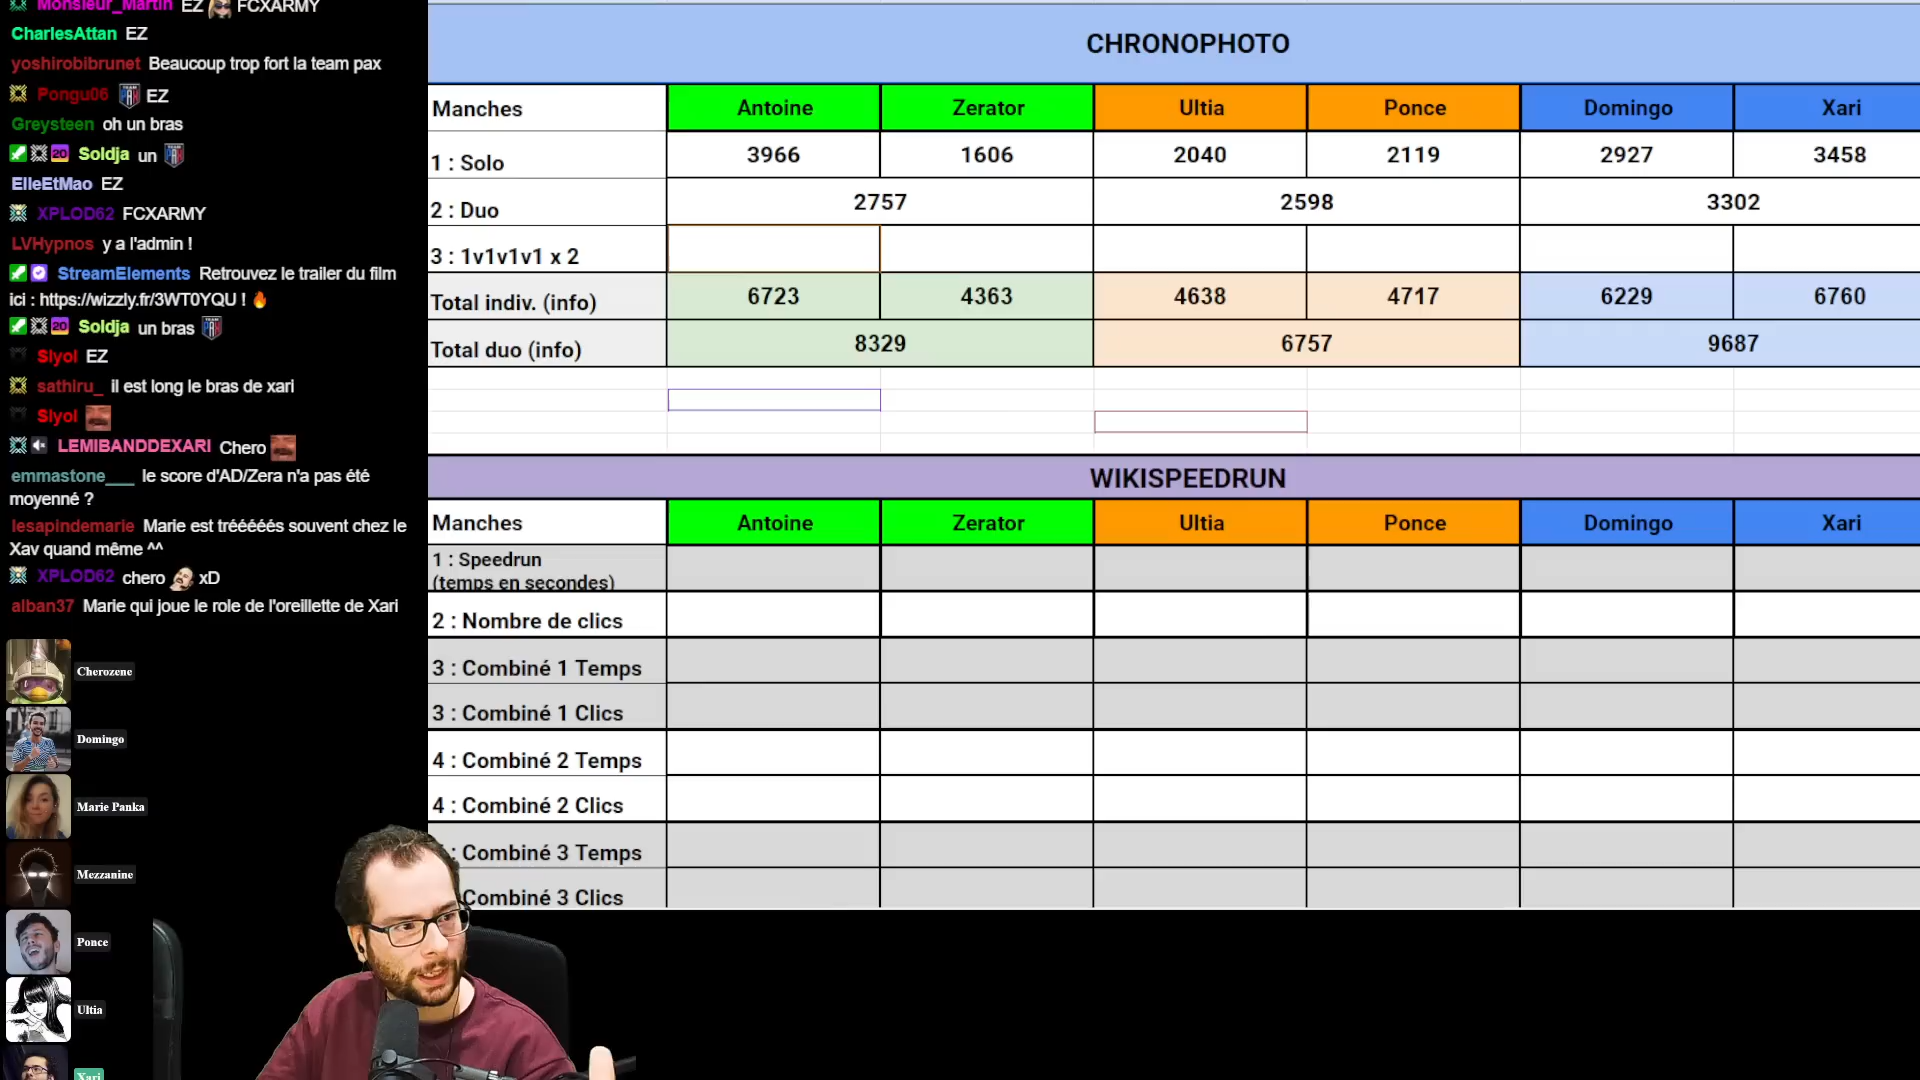 Monsieur_Martin EZ FCXARMY
CharlesAttan EZ
yoshirobibrunet Beaucoup trop fort la team pax
Pongu06 EZ
Greysteen oh un bras
20 Soldja un
ElleEtMao EZ
XPLOD62 FCXARMY
LVHypnos y a l'admin !
StreamElements Retrouvez le trailer du film
ici : https://wizzly.fr/3WT0YQU !
20 Soldja un bras
Slyol EZ
sathiru_ il est long le bras de xari
Slyol
LEMIBANDDEXARI Chero
emmastone___ le score d'AD/Zera n'a pas été
moyenné ?
lesapindemarie Marie est trééééés souvent chez le
Xav quand même ^^
XPLOD62 chero xD
alban37 Marie qui joue le role de l'oreillette de Xari
Cherozene
Domingo
Marie Panka
Mezzanine
Ponce
Ultia
Xari
CHRONOPHOTO
Manches Antoine Zerator Ultia Ponce Domingo Xari
1 : Solo 3966 1606 2040 2119 2927 3458
2 : Duo 2757 2598 3302
3 : 1v1v1v1 x 2
Total indiv. (info) 6723 4363 4638 4717 6229 6760
Total duo (info) 8329 6757 9687
WIKISPEEDRUN
Manches Antoine Zerator Ultia Ponce Domingo Xari
1 : Speedrun
(temps en secondes)
2 : Nombre de clics
3 : Combiné 1 Temps
3 : Combiné 1 Clics
4 : Combiné 2 Temps
4 : Combiné 2 Clics
: Combiné 3 Temps
Combiné 3 Clics